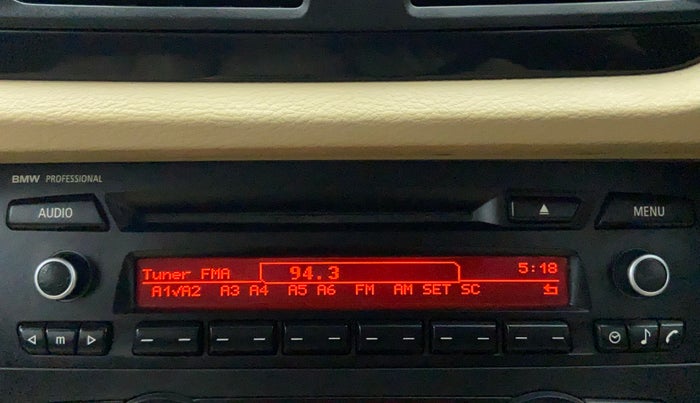 BMW PROFESSIONAL
AUDIO
MENU
Tuner FMA 94.3 5:18
A1√A2 A3 A4 A5 A6 FM AM SET SC
m